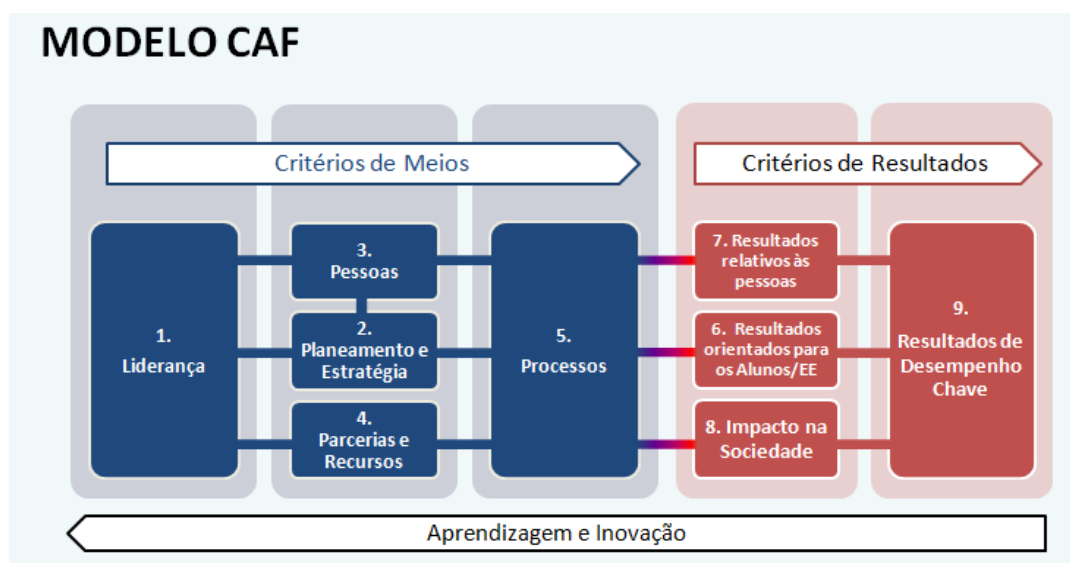 MODELO CAF
Critérios de Meios
Critérios de Resultados
1.
Liderança
3.
Pessoas
2.
Planeamento e
Estratégia
4.
Parcerias e
Recursos
5.
Processos
7. Resultados
relativos às
pessoas
6. Resultados
orientados para
os Alunos/EE
8. Impacto na
Sociedade
9.
Resultados de
Desempenho
Chave
Aprendizagem e Inovação